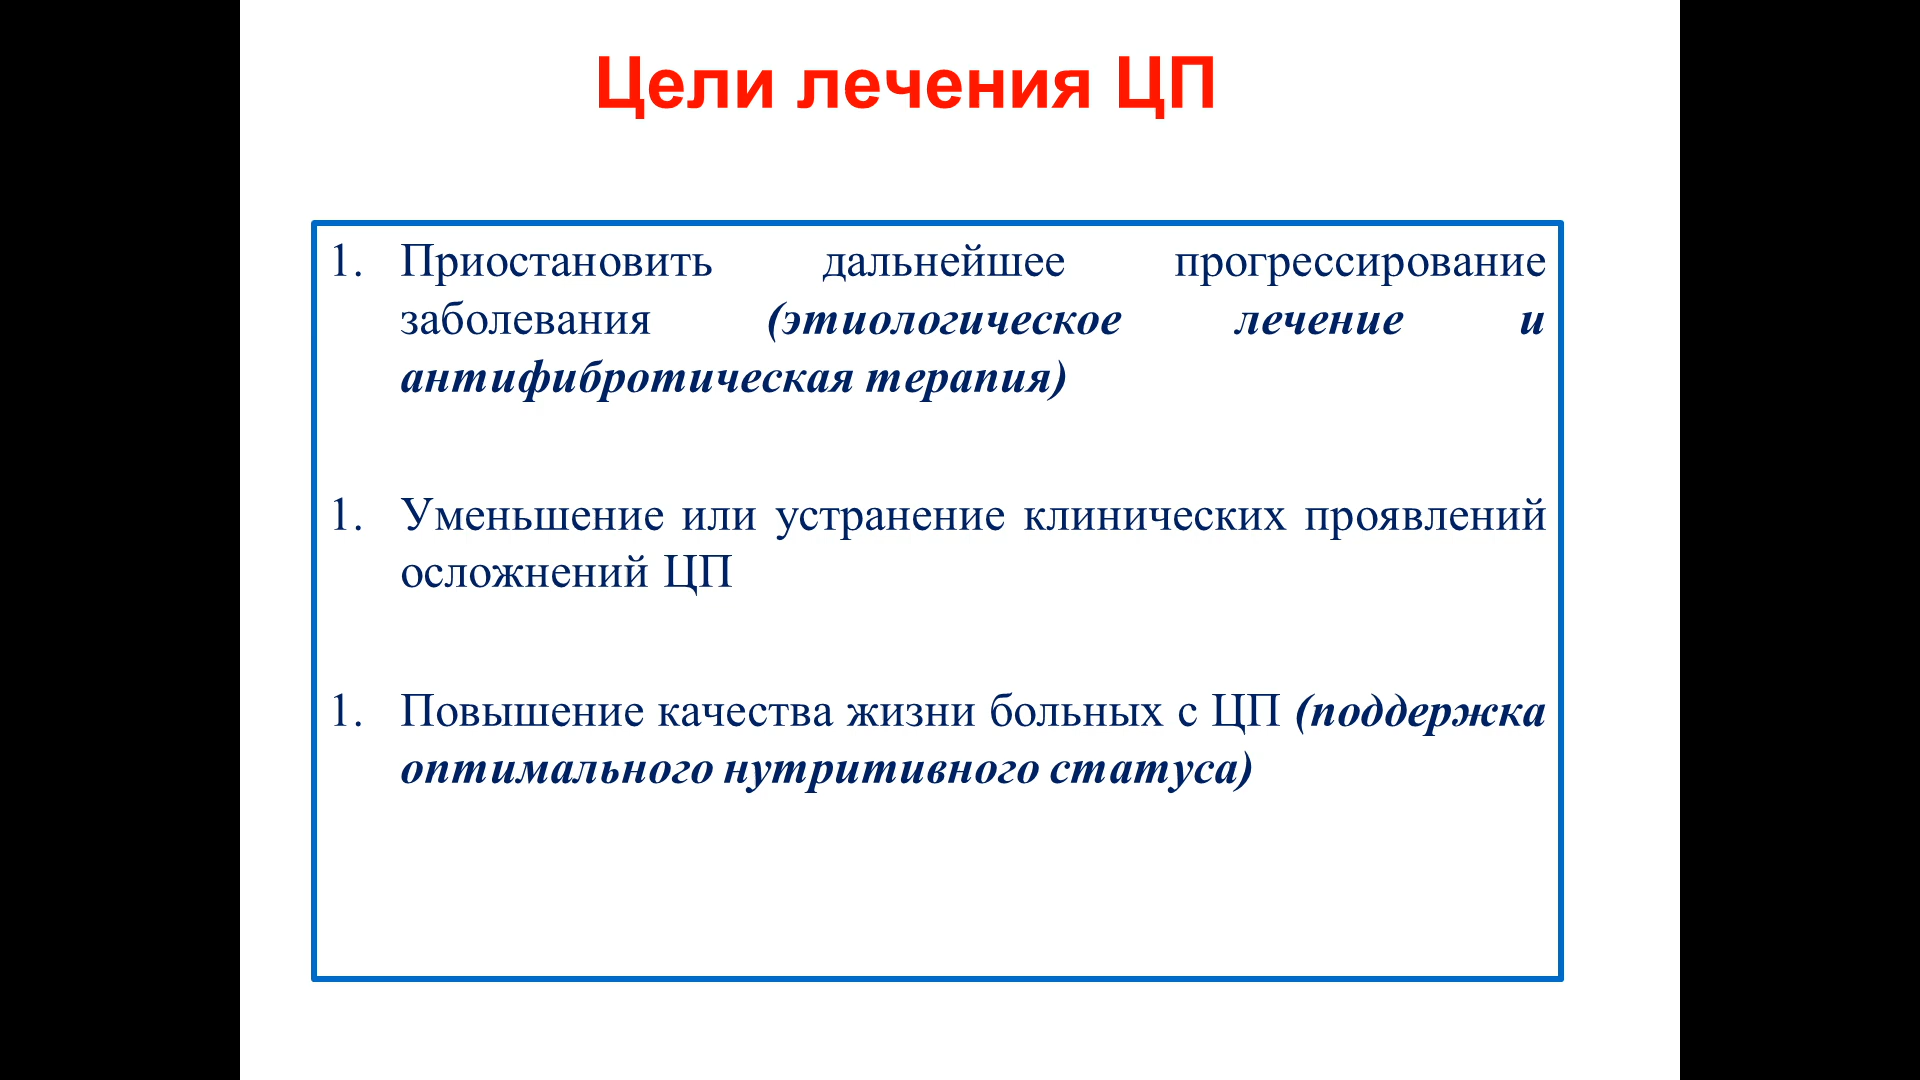 Цели лечения ЦП
1. Приостановить дальнейшее прогрессирование
заболевания (этиологическое лечение и
антифибротическая терапия)
1. Уменьшение или устранение клинических проявлений
осложнений ЦП
1. Повышение качества жизни больных с ЦП (поддержка
оптимального нутритивного статуса)